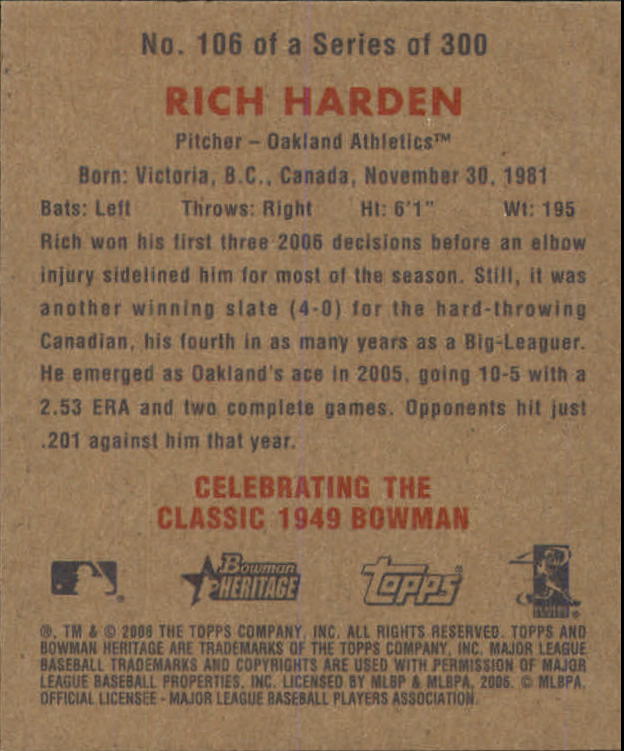 No. 106 of a Series of 300
RICH HARDEN
Pitcher – Oakland Athletics™
Born: Victoria, B.C., Canada, November 30, 1981
Bats: Left Throws: Right Ht: 6'1" Wt: 195
Rich won his first three 2006 decisions before an elbow
injury sidelined him for most of the season. Still, it was
another winning slate (4-0) for the hard-throwing
Canadian, his fourth in as many years as a Big-Leaguer.
He emerged as Oakland's ace in 2005, going 10-5 with a
2.53 ERA and two complete games. Opponents hit just
.201 against him that year.
CELEBRATING THE
CLASSIC 1949 BOWMAN
Bowman
HERITAGE
topps®
®, TM & © 2006 THE TOPPS COMPANY, INC. ALL RIGHTS RESERVED. TOPPS AND
BOWMAN HERITAGE ARE TRADEMARKS OF THE TOPPS COMPANY, INC. MAJOR LEAGUE
BASEBALL TRADEMARKS AND COPYRIGHTS ARE USED WITH PERMISSION OF MAJOR
LEAGUE BASEBALL PROPERTIES, INC. LICENSED BY MLBP & MLBPA, 2006. © MLBPA.
OFFICIAL LICENSEE - MAJOR LEAGUE BASEBALL PLAYERS ASSOCIATION.